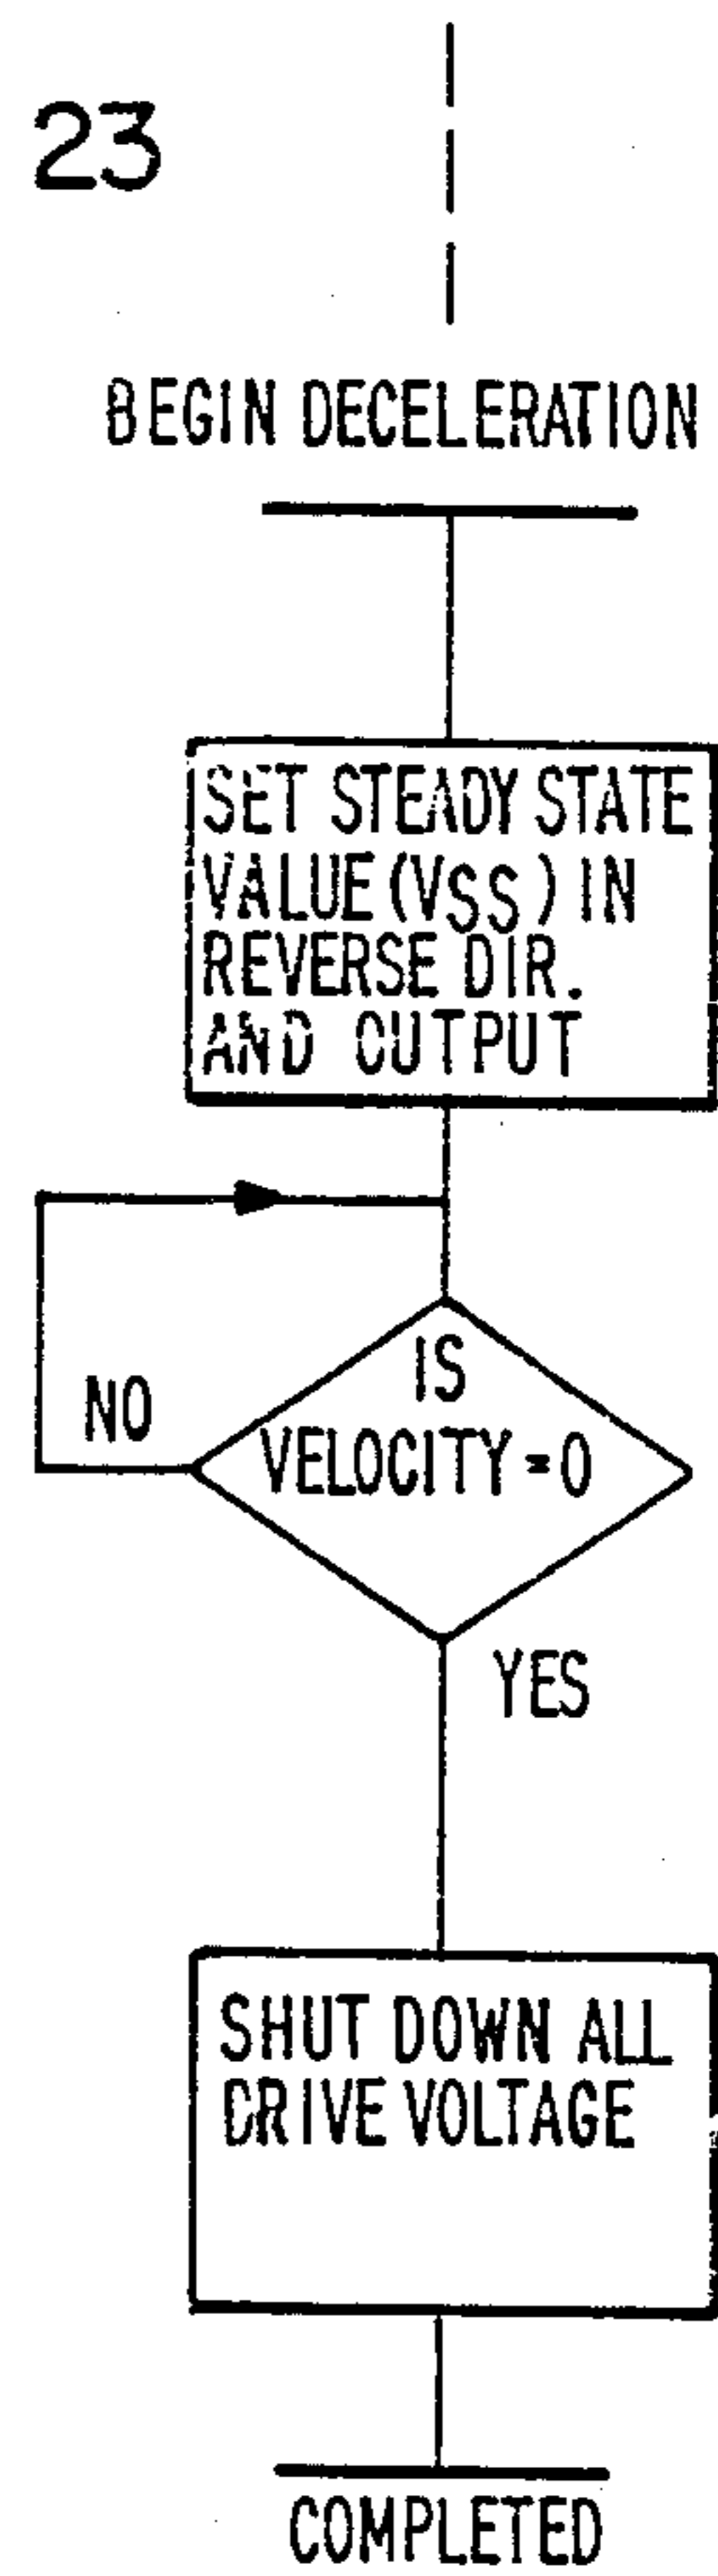 23
BEGIN DECELERATION
SET STEADY STATE
VALUE (VSS) IN
REVERSE DIR.
AND OUTPUT
IS
VELOCITY = 0
NO
YES
SHUT DOWN ALL
DRIVE VOLTAGE
COMPLETED